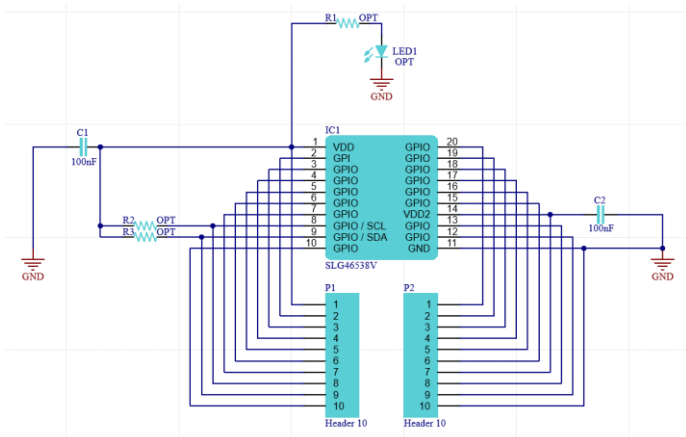 R1 OPT
LED1
OPT
GND
C1
100nF
IC1
1 VDD GPIO 20
2 GPI GPIO 19
3 GPIO GPIO 18
4 GPIO GPIO 17
5 GPIO GPIO 16
6 GPIO GPIO 15
7 GPIO VDD2 14
8 GPIO / SCL GPIO 13
9 GPIO / SDA GPIO 12
10 GPIO GND 11
SLG46538V
R2 OPT
R3 OPT
C2
100nF
GND
GND
P1
1
2
3
4
5
6
7
8
9
10
Header 10
P2
1
2
3
4
5
6
7
8
9
10
Header 10